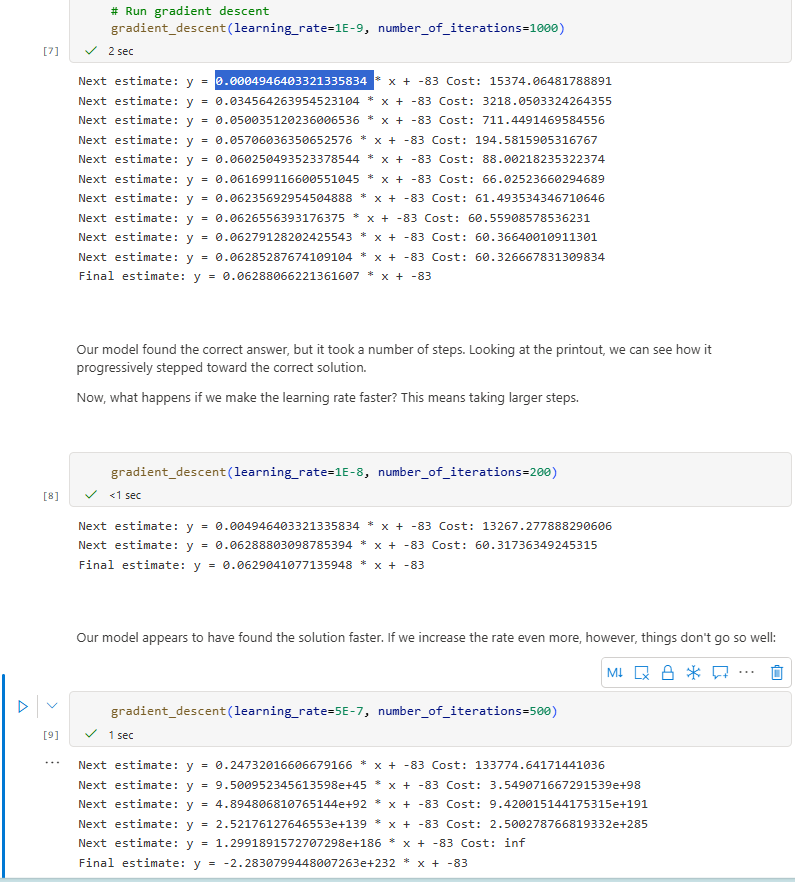 # Run gradient descent
gradient_descent(learning_rate=1E-9, number_of_iterations=1000)
[7]
2 sec
Next estimate: y = 0.0004946403321335834 * x + -83 Cost: 15374.06481788891
Next estimate: y = 0.034564263954523104 * x + -83 Cost: 3218.0503324264355
Next estimate: y = 0.050035120236006536 * x + -83 Cost: 711.4491469584556
Next estimate: y = 0.05706036350652576 * x + -83 Cost: 194.5815905316767
Next estimate: y = 0.060250493523378544 * x + -83 Cost: 88.00218235322374
Next estimate: y = 0.061699116600551045 * x + -83 Cost: 66.02523660294689
Next estimate: y = 0.06235692954504888 * x + -83 Cost: 61.493534346710646
Next estimate: y = 0.0626556393176375 * x + -83 Cost: 60.55908578536231
Next estimate: y = 0.06279128202425543 * x + -83 Cost: 60.36640010911301
Next estimate: y = 0.06285287674109104 * x + -83 Cost: 60.326667831309834
Final estimate: y = 0.06288066221361607 * x + -83
Our model found the correct answer, but it took a number of steps. Looking at the printout, we can see how it
progressively stepped toward the correct solution.
Now, what happens if we make the learning rate faster? This means taking larger steps.
gradient_descent(learning_rate=1E-8, number_of_iterations=200)
[8]
<1 sec
Next estimate: y = 0.004946403321335834 * x + -83 Cost: 13267.277888290606
Next estimate: y = 0.06288803098785394 * x + -83 Cost: 60.31736349245315
Final estimate: y = 0.0629041077135948 * x + -83
Our model appears to have found the solution faster. If we increase the rate even more, however, things don't go so well:
M↓
gradient_descent(learning_rate=5E-7, number_of_iterations=500)
[9]
1 sec
Next estimate: y = 0.24732016606679166 * x + -83 Cost: 133774.64171441036
Next estimate: y = 9.500952345613598e+45 * x + -83 Cost: 3.549071667291539e+98
Next estimate: y = 4.894806810765144e+92 * x + -83 Cost: 9.420015144175315e+191
Next estimate: y = 2.52176127646553e+139 * x + -83 Cost: 2.500278766819332e+285
Next estimate: y = 1.2991891572707298e+186 * x + -83 Cost: inf
Final estimate: y = -2.2830799448007263e+232 * x + -83